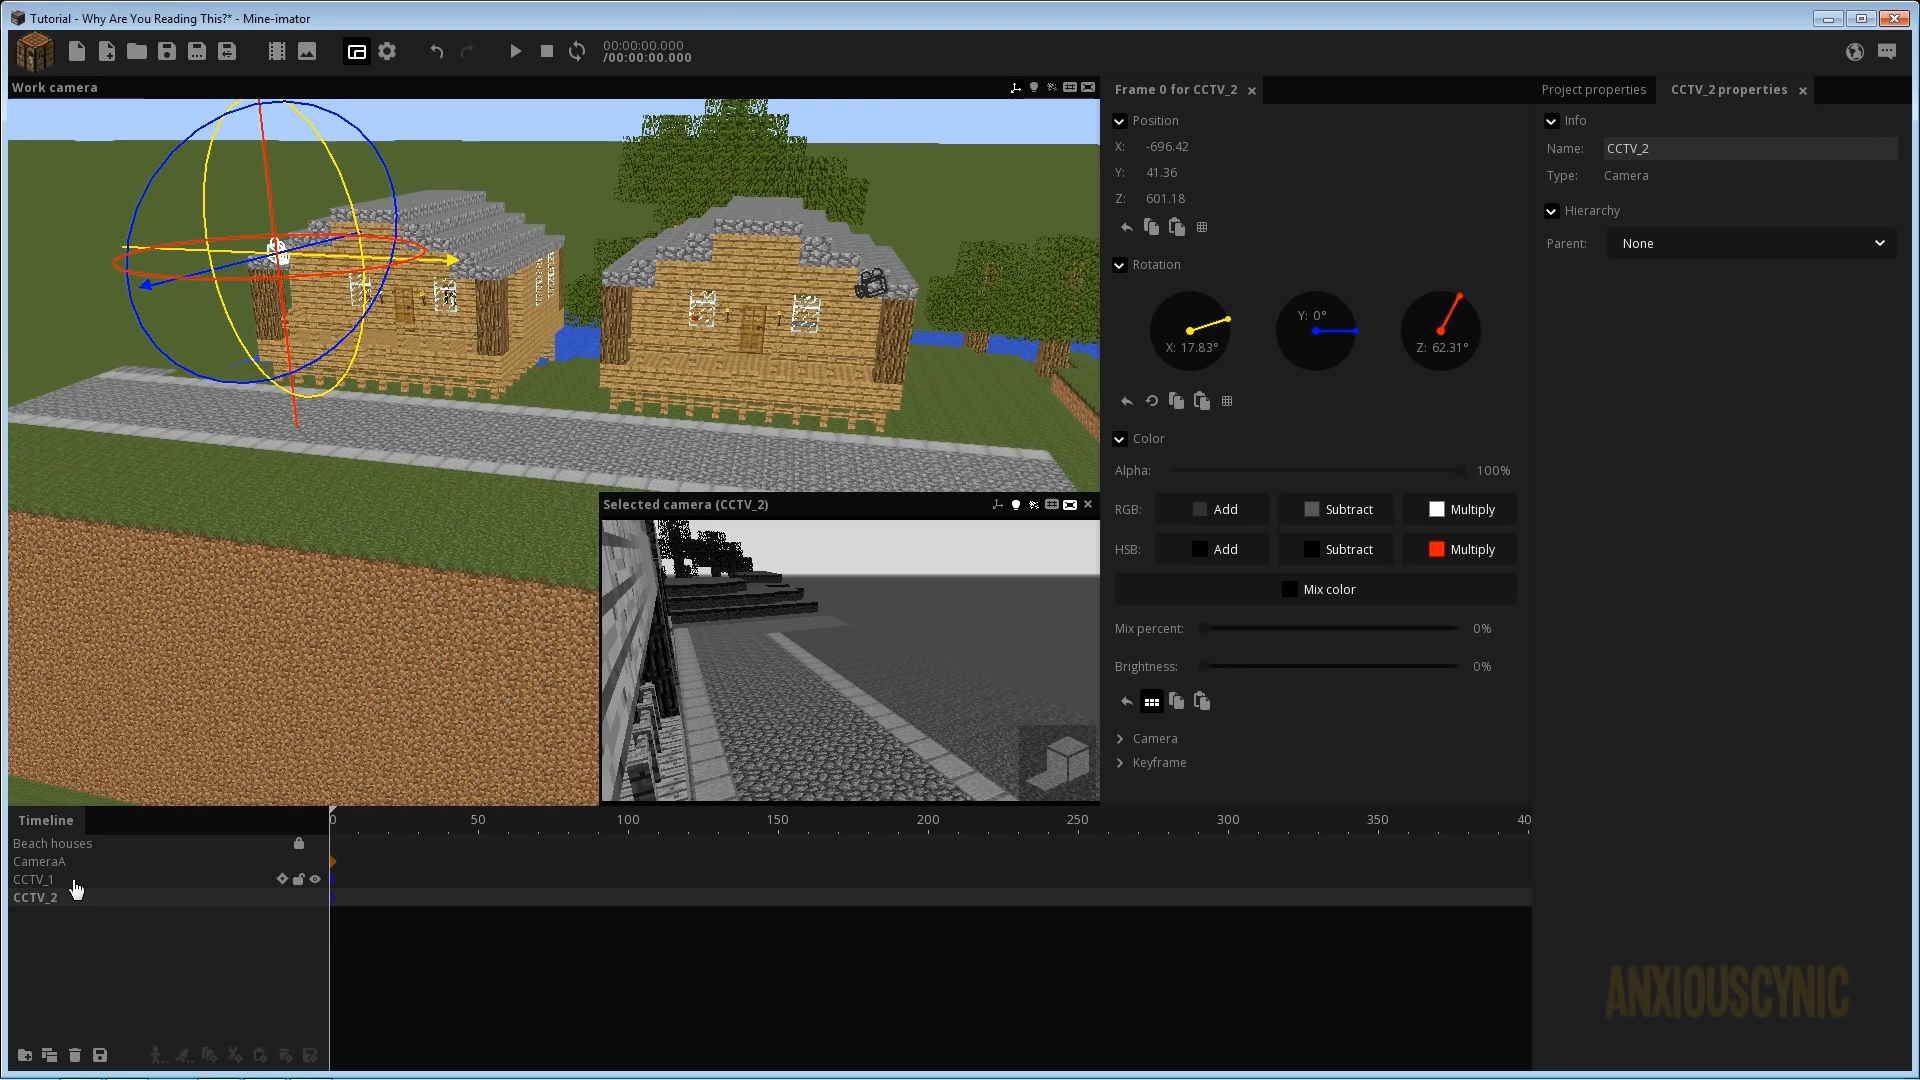 Tutorial - Why Are You Reading This?* - Mine-imator
00:00:00.000
/00:00:00.000
Work camera
Frame 0 for CCTV_2
Project properties
CCTV_2 properties
Position
X: -696.42
Y: 41.36
Z: 601.18
Rotation
X: 17.83°
Y: 0°
Z: 62.31°
Color
Alpha: 100%
RGB: Add Subtract Multiply
HSB: Add Subtract Multiply
Mix color
Mix percent: 0%
Brightness: 0%
Camera
Keyframe
Info
Name: CCTV_2
Type: Camera
Hierarchy
Parent: None
Selected camera (CCTV_2)
Timeline
0 50 100 150 200 250 300 350 40
Beach houses
CameraA
CCTV_1
CCTV_2
ANXIOUSCYNIC